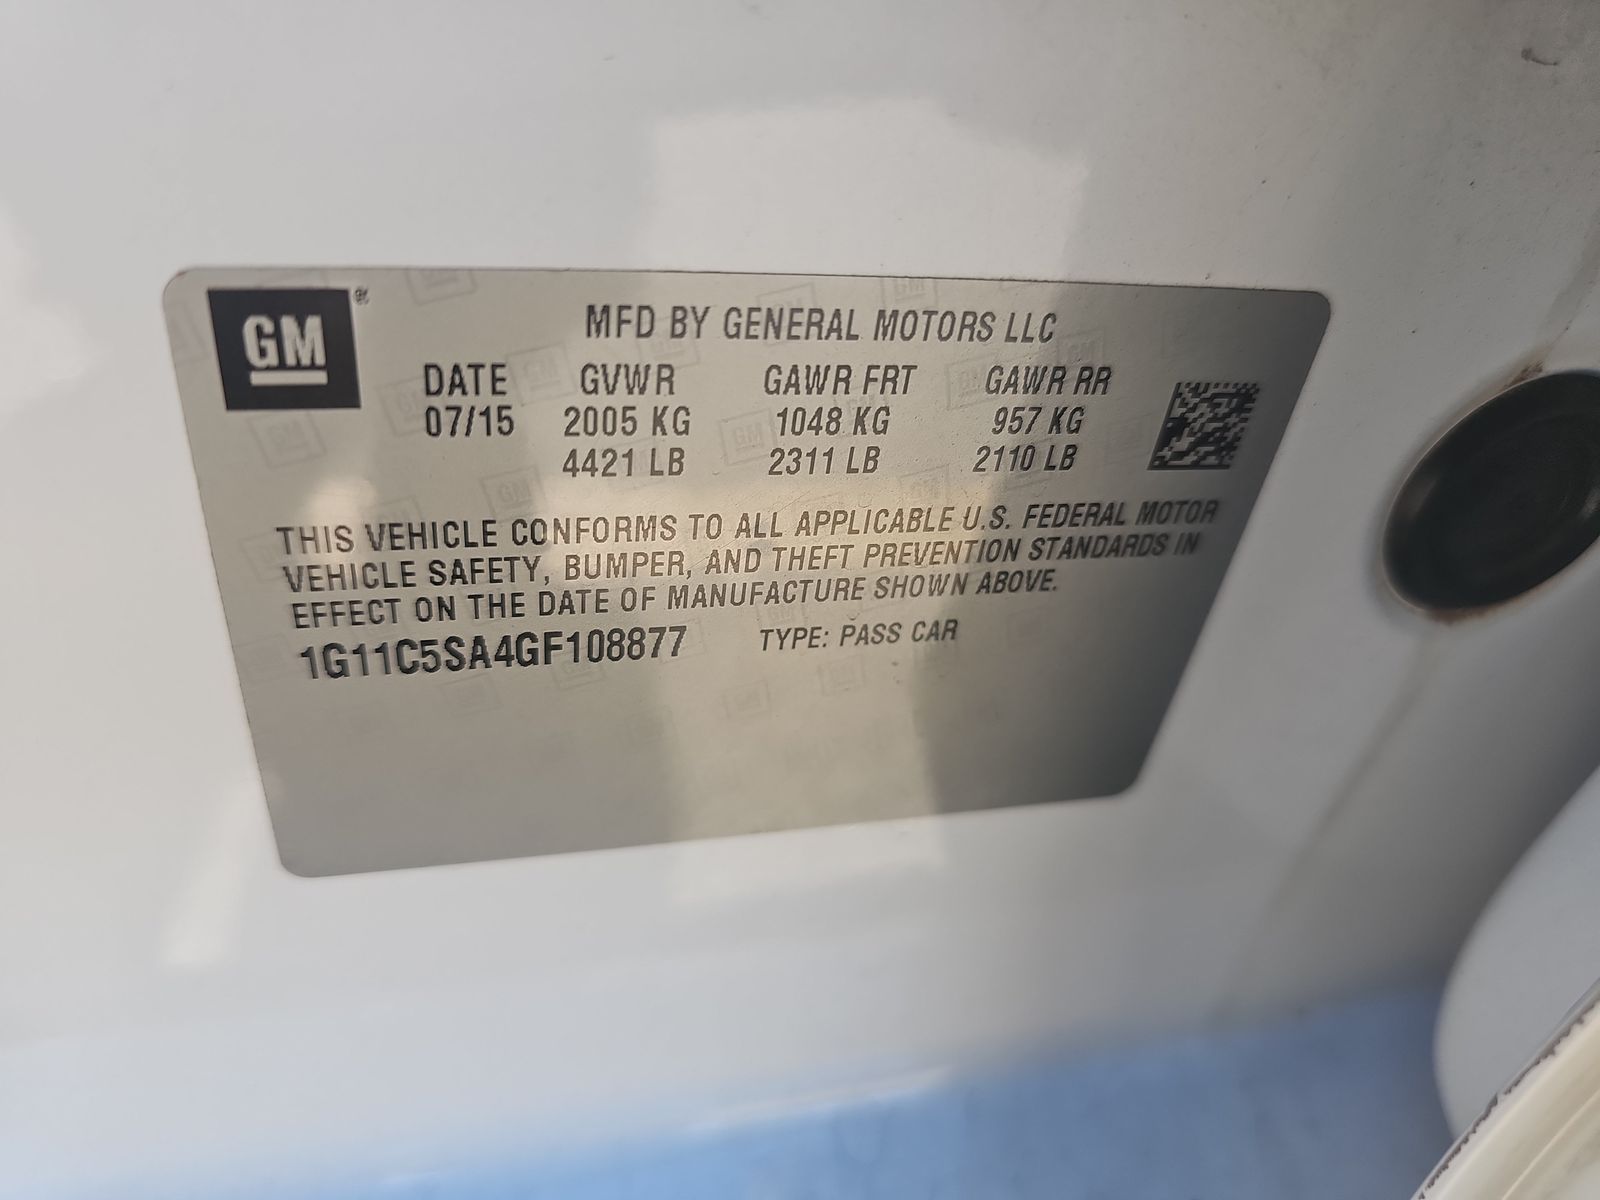 GM ®
MFD BY GENERAL MOTORS LLC
DATE GVWR GAWR FRT GAWR RR
07/15 2005 KG 1048 KG 957 KG
4421 LB 2311 LB 2110 LB
THIS VEHICLE CONFORMS TO ALL APPLICABLE U.S. FEDERAL MOTOR
VEHICLE SAFETY, BUMPER, AND THEFT PREVENTION STANDARDS IN
EFFECT ON THE DATE OF MANUFACTURE SHOWN ABOVE.
1G11C5SA4GF108877 TYPE: PASS CAR